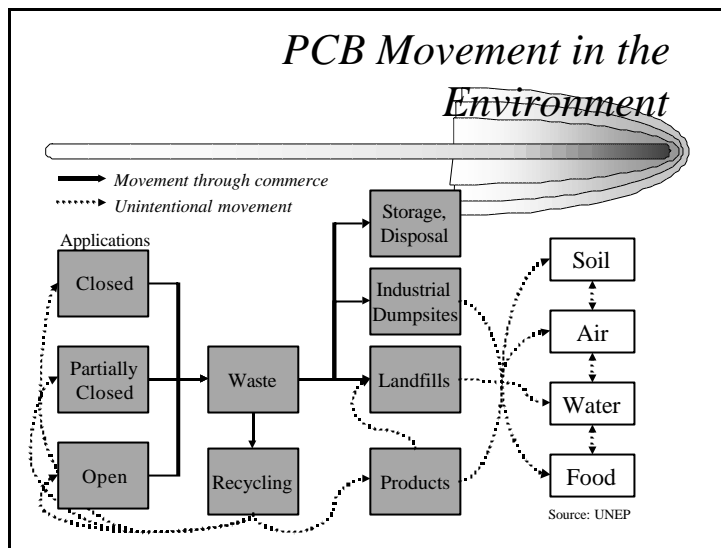 PCB Movement in the
Environment
Movement through commerce
Unintentional movement
Applications
Closed
Partially
Closed
Open
Waste
Recycling
Storage,
Disposal
Industrial
Dumpsites
Landfills
Products
Soil
Air
Water
Food
Source: UNEP